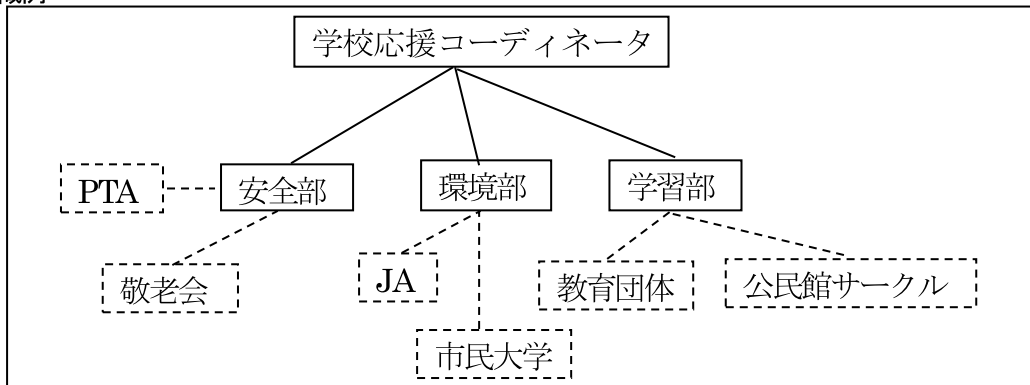 学校応援コーディネータ
PTA
安全部
環境部
学習部
敬老会
JA
教育団体
公民館サークル
市民大学